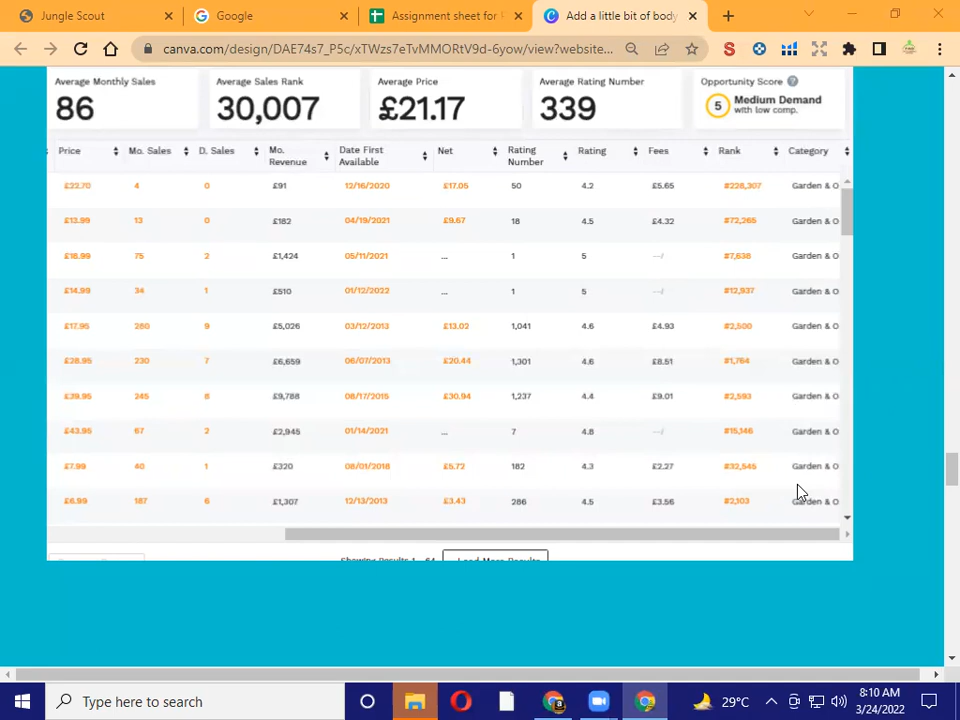 Jungle Scout
Google
Assignment sheet for
Add a little bit of body
canva.com/design/DAE74s7_P5c/xTWzs7eTvMMORtV9d-6yow/view?website...
Average Monthly Sales
86
Average Sales Rank
30,007
Average Price
£21.17
Average Rating Number
339
Opportunity Score
5 Medium Demand
with low comp.
Price Mo. Sales D. Sales Mo. Revenue Date First Available Net Rating Number Rating Fees Rank Category
£22.70 4 0 £91 12/16/2020 £17.05 50 4.2 £5.65 #228,307 Garden & O
£13.99 13 0 £182 04/19/2021 £9.67 18 4.5 £4.32 #72,265 Garden & O
£18.99 75 2 £1,424 05/11/2021 ... 1 5 #7,638 Garden & O
£14.99 34 1 £510 01/12/2022 ... 1 5 #12,937 Garden & O
£17.95 280 9 £5,026 03/12/2013 £13.02 1,041 4.6 £4.93 #2,500 Garden & O
£28.95 230 7 £6,659 06/07/2013 £20.44 1,301 4.6 £8.51 #1,764 Garden & O
£39.95 245 8 £9,788 08/17/2015 £30.94 1,237 4.4 £9.01 #2,593 Garden & O
£43.95 67 2 £2,945 01/14/2021 ... 7 4.8 #15,146 Garden & O
£7.99 40 1 £320 08/01/2018 £5.72 182 4.3 £2.27 #32,545 Garden & O
£6.99 187 6 £1,307 12/13/2013 £3.43 286 4.5 £3.56 #2,103 Garden & O
Showing Results 1 - 64 Load More Results
Type here to search
29°C
8:10 AM
3/24/2022